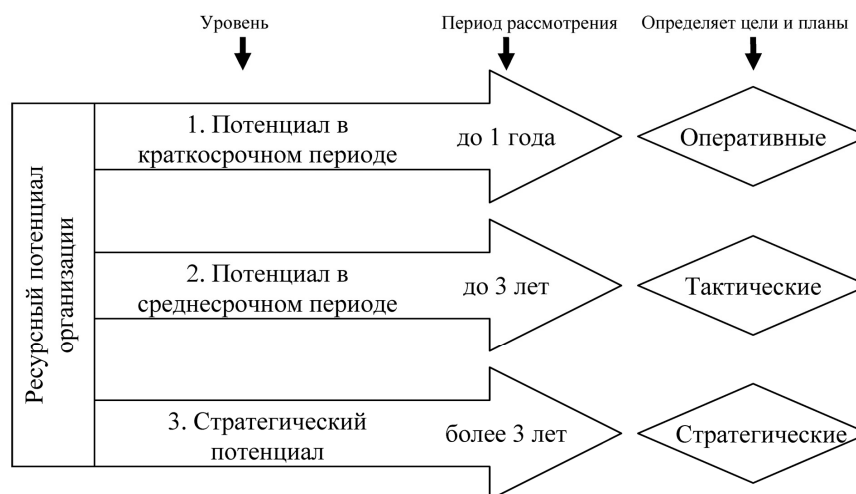 Уровень
Период рассмотрения
Определяет цели и планы
Ресурсный потенциал
организации
1. Потенциал в
краткосрочном периоде
до 1 года
Оперативные
2. Потенциал в
среднесрочном периоде
до 3 лет
Тактические
3. Стратегический
потенциал
более 3 лет
Стратегические